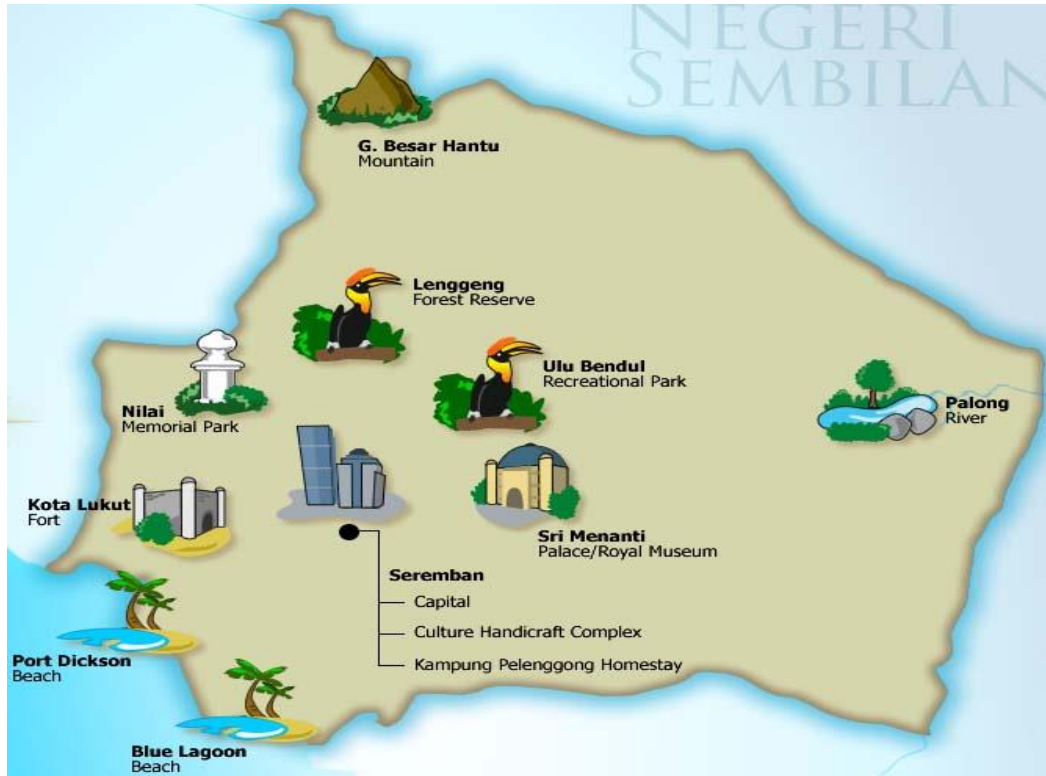 NEGERI
SEMBILAN
G. Besar Hantu
Mountain
Lenggeng
Forest Reserve
Ulu Bendul
Recreational Park
Nilai
Memorial Park
Palong
River
Kota Lukut
Fort
Sri Menanti
Palace/Royal Museum
Seremban
Capital
Culture Handicraft Complex
Kampung Pelenggong Homestay
Port Dickson
Beach
Blue Lagoon
Beach